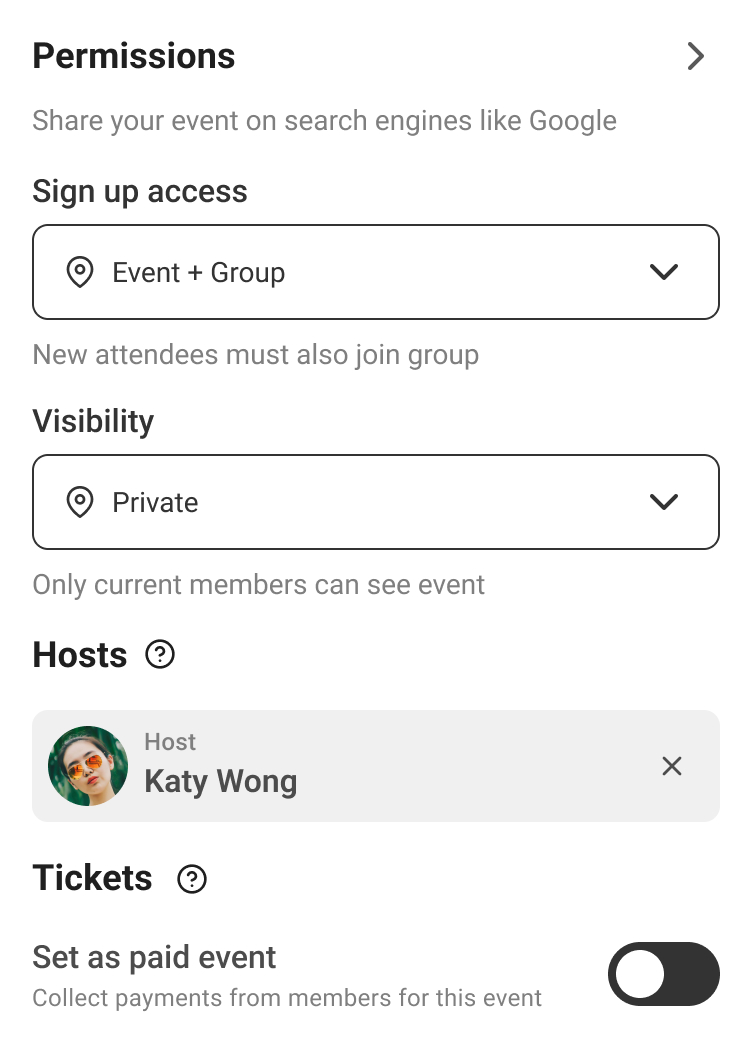 Permissions
Share your event on search engines like Google
Sign up access
Event + Group
New attendees must also join group
Visibility
Private
Only current members can see event
Hosts ?
Host
Katy Wong
Tickets ?
Set as paid event
Collect payments from members for this event